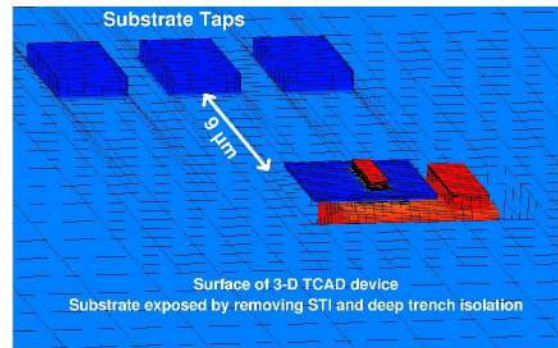 Substrate Taps
9 µm
Surface of 3-D TCAD device
Substrate exposed by removing STI and deep trench isolation